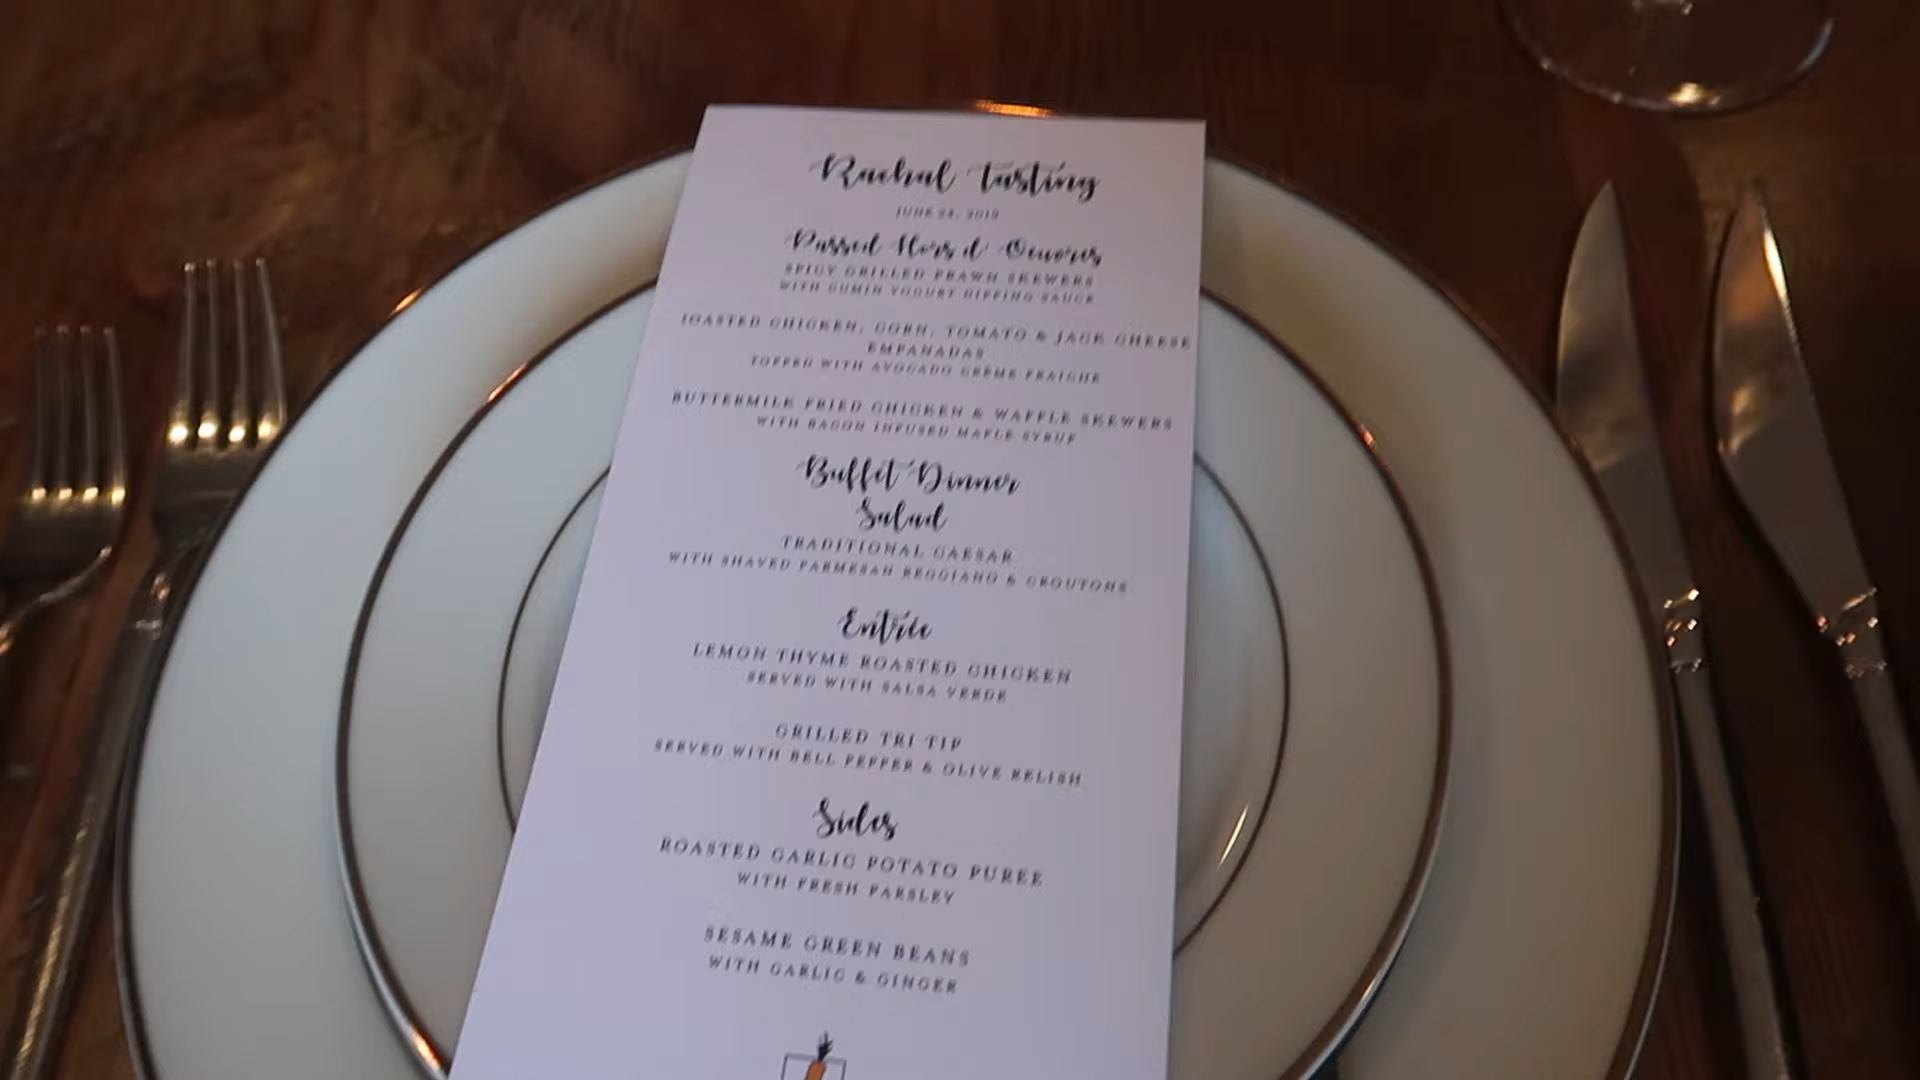 Rachal Tasting
Passed Hors d' Oeuvres
SPICY GRILLED PRAWN SKEWERS
WITH CUMIN YOGURT DIPPING SAUCE
ROASTED CHICKEN, CORN, TOMATO & JACK CHEESE
EMPANADAS
TOPPED WITH AVOCADO CRÈME FRAICHE
BUTTERMILK FRIED CHICKEN & WAFFLE SKEWERS
WITH BACON INFUSED MAPLE SYRUP
Buffet Dinner
Salad
TRADITIONAL CAESAR
WITH SHAVED PARMESAN REGGIANO & CROUTONS
Entrée
LEMON THYME ROASTED CHICKEN
SERVED WITH SALSA VERDE
GRILLED TRI TIP
SERVED WITH BELL PEPPER & OLIVE RELISH
Sides
ROASTED GARLIC POTATO PUREE
WITH FRESH PARSLEY
SESAME GREEN BEANS
WITH GARLIC & GINGER